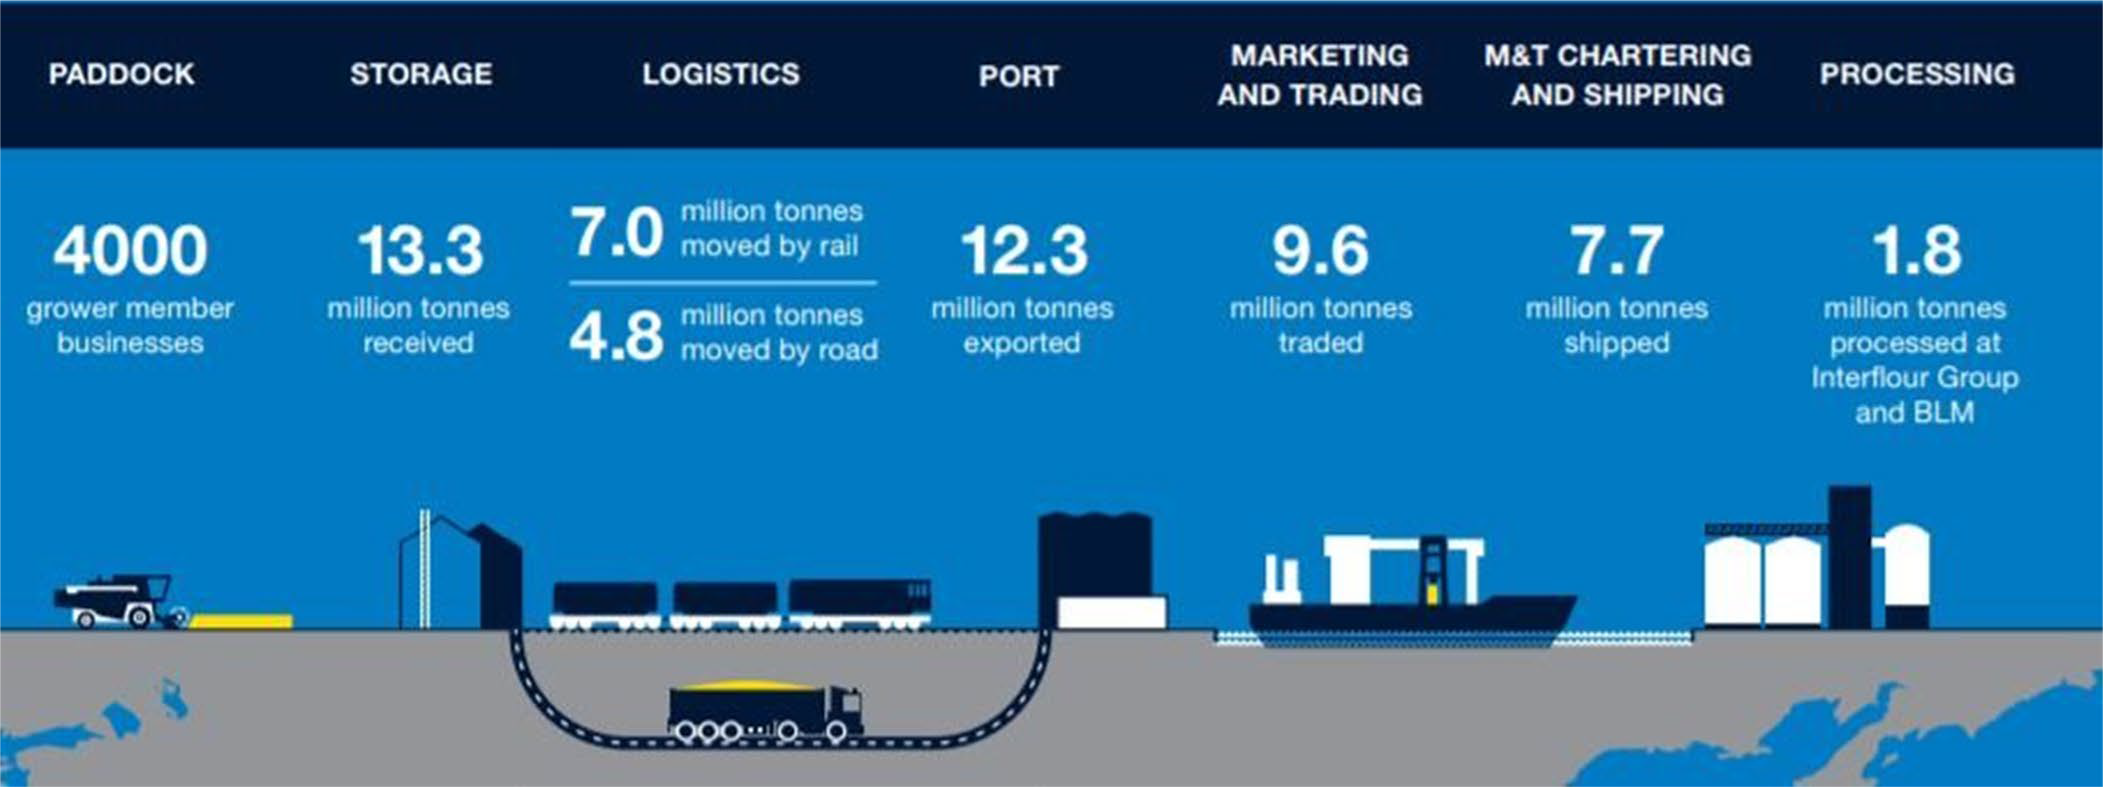 PADDOCK
STORAGE
LOGISTICS
PORT
MARKETING
AND TRADING
M&T CHARTERING
AND SHIPPING
PROCESSING
4000
grower member
businesses
13.3
million tonnes
received
7.0 million tonnes
moved by rail
4.8 million tonnes
moved by road
12.3
million tonnes
exported
9.6
million tonnes
traded
7.7
million tonnes
shipped
1.8
million tonnes
processed at
Interflour Group
and BLM